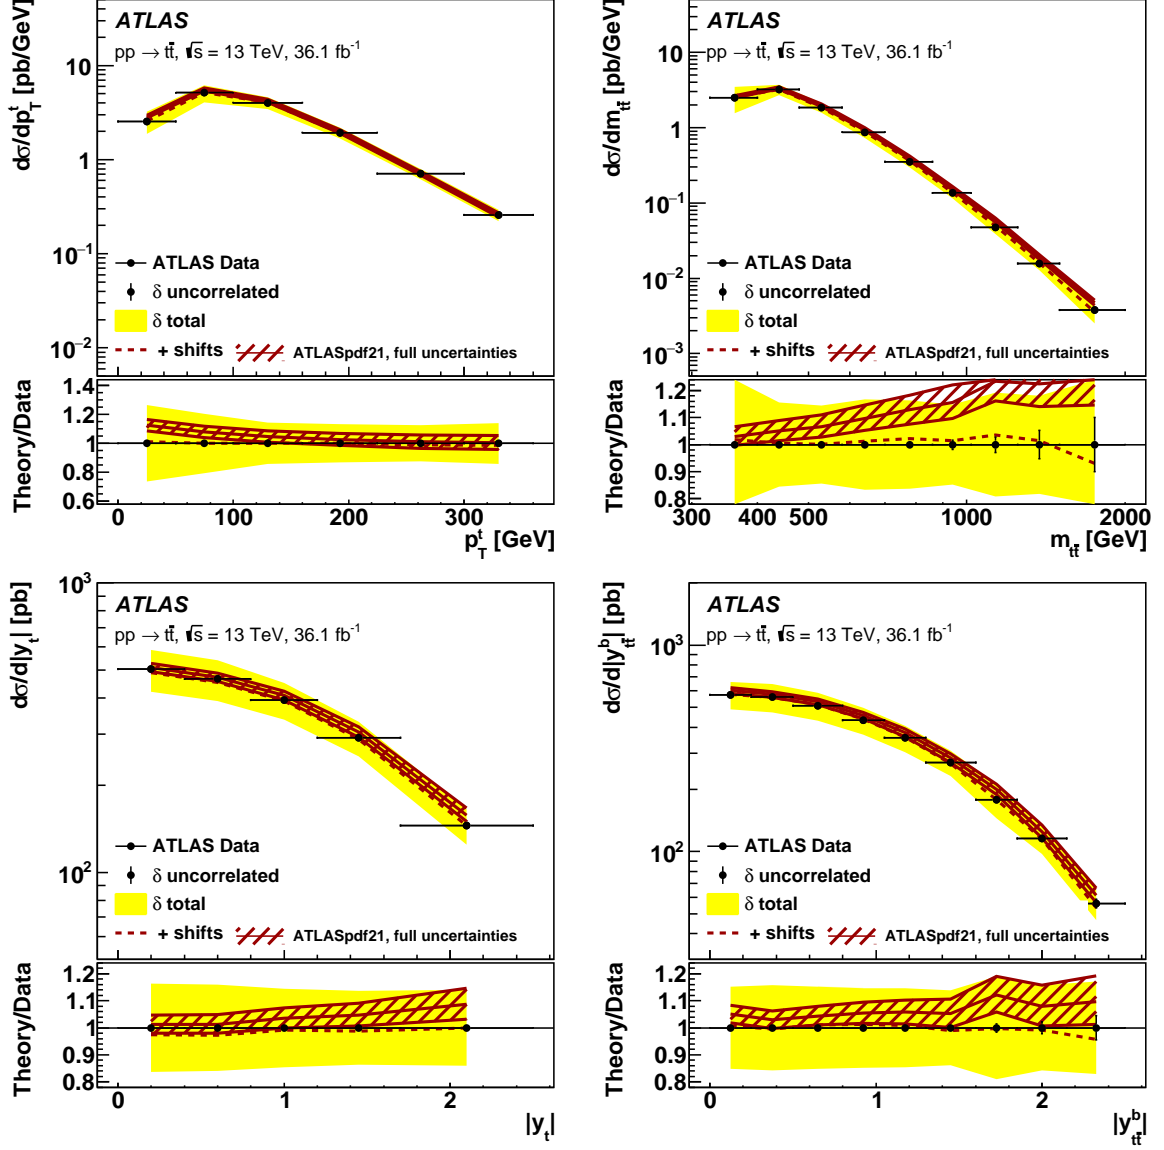 dσ/dp_T^t [pb/GeV]
ATLAS
pp → tt̄, √s = 13 TeV, 36.1 fb⁻¹
10
1
10⁻¹
10⁻²
ATLAS Data
δ uncorrelated
δ total
+ shifts
ATLASpdf21, full uncertainties
Theory/Data
1.4
1.2
1
0.8
0.6
0 100 200 300
p_T^t [GeV]
dσ/dm_tt̄ [pb/GeV]
ATLAS
pp → tt̄, √s = 13 TeV, 36.1 fb⁻¹
10
1
10⁻¹
10⁻²
10⁻³
ATLAS Data
δ uncorrelated
δ total
+ shifts
ATLASpdf21, full uncertainties
Theory/Data
1.2
1.1
1
0.9
0.8
300 400 500 1000 2000
m_tt̄ [GeV]
dσ/d|y_t| [pb]
ATLAS
pp → tt̄, √s = 13 TeV, 36.1 fb⁻¹
10³
10²
ATLAS Data
δ uncorrelated
δ total
+ shifts
ATLASpdf21, full uncertainties
Theory/Data
1.2
1.1
1
0.9
0.8
0 1 2
|y_t|
dσ/d|y_tt̄^b| [pb]
ATLAS
pp → tt̄, √s = 13 TeV, 36.1 fb⁻¹
10³
10²
ATLAS Data
δ uncorrelated
δ total
+ shifts
ATLASpdf21, full uncertainties
Theory/Data
1.2
1.1
1
0.9
0.8
0 1 2
|y_tt̄^b|